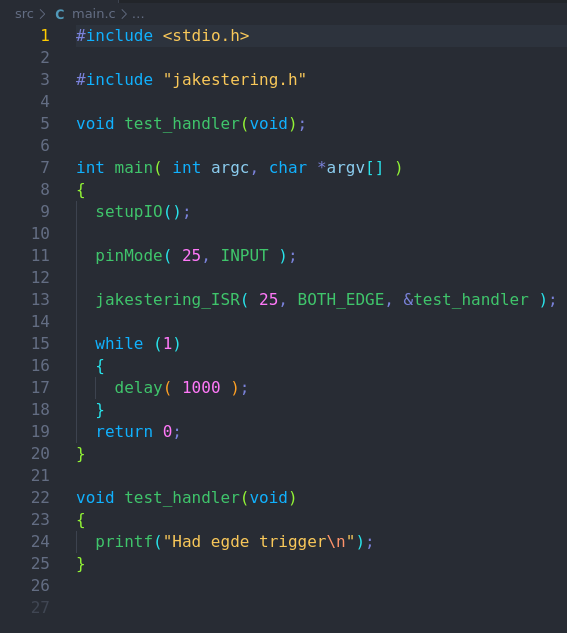 src > C main.c > ...
1 #include <stdio.h>
2
3 #include "jakestering.h"
4
5 void test_handler(void);
6
7 int main( int argc, char *argv[] )
8 {
9   setupIO();
10
11   pinMode( 25, INPUT );
12
13   jakestering_ISR( 25, BOTH_EDGE, &test_handler );
14
15   while (1)
16   {
17     delay( 1000 );
18   }
19   return 0;
20 }
21
22 void test_handler(void)
23 {
24   printf("Had egde trigger\n");
25 }
26
27